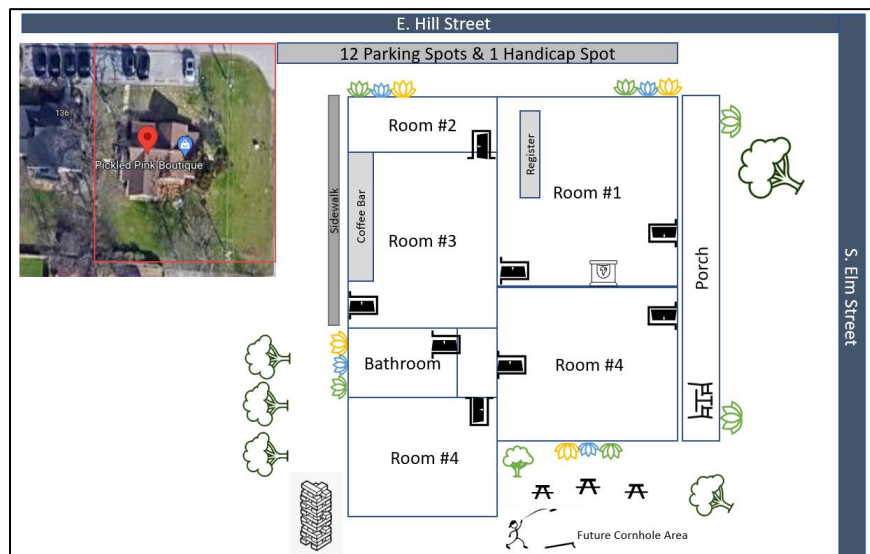 E. Hill Street
12 Parking Spots & 1 Handicap Spot
136
Pickled Pink Boutique
Sidewalk
Room #2
Register
Room #1
Coffee Bar
Room #3
Porch
S. Elm Street
Bathroom
Room #4
Room #4
Future Cornhole Area